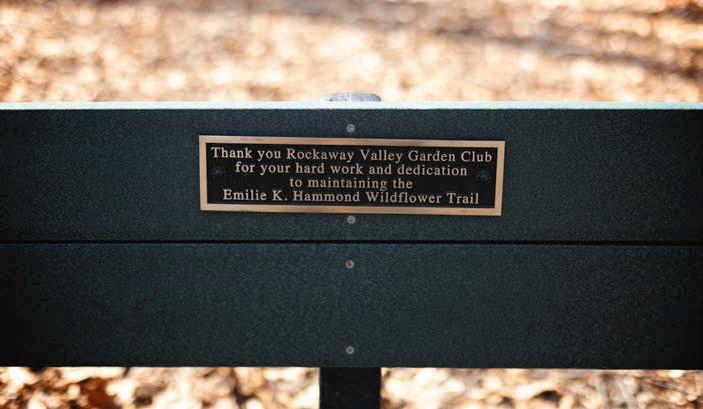 Thank you Rockaway Valley Garden Club
for your hard work and dedication
to maintaining the
Emilie K. Hammond Wildflower Trail